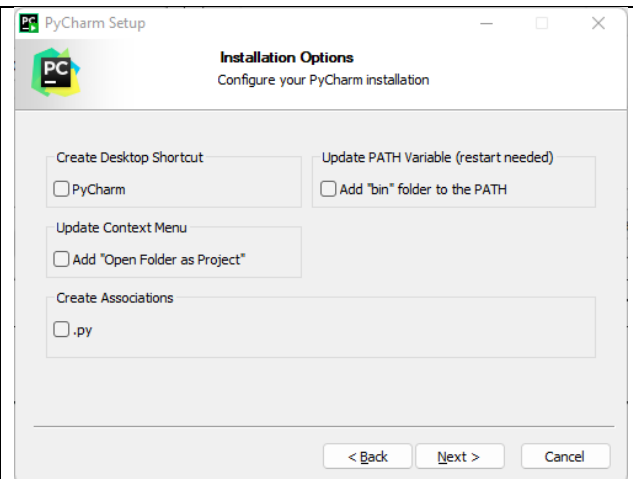 PC PyCharm Setup
PC
Installation Options
Configure your PyCharm installation
Create Desktop Shortcut
PyCharm
Update PATH Variable (restart needed)
Add "bin" folder to the PATH
Update Context Menu
Add "Open Folder as Project"
Create Associations
.py
< Back
Next >
Cancel